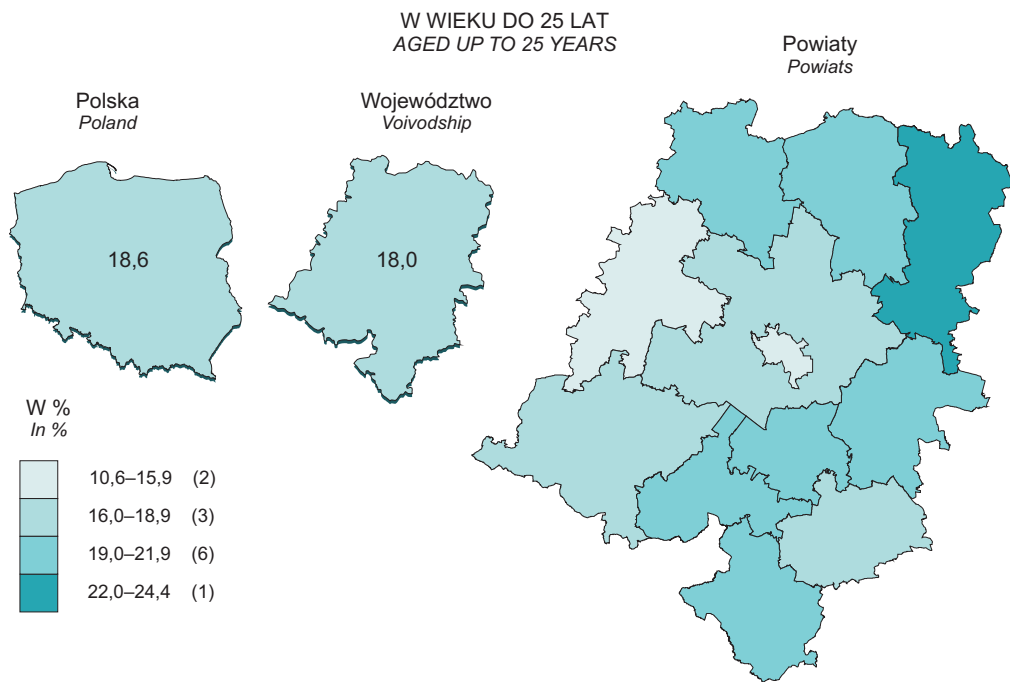 W WIEKU DO 25 LAT
AGED UP TO 25 YEARS
Polska
Poland
Województwo
Voivodship
Powiaty
Powiats
18,6
18,0
W %
In %
10,6–15,9 (2)
16,0–18,9 (3)
19,0–21,9 (6)
22,0–24,4 (1)